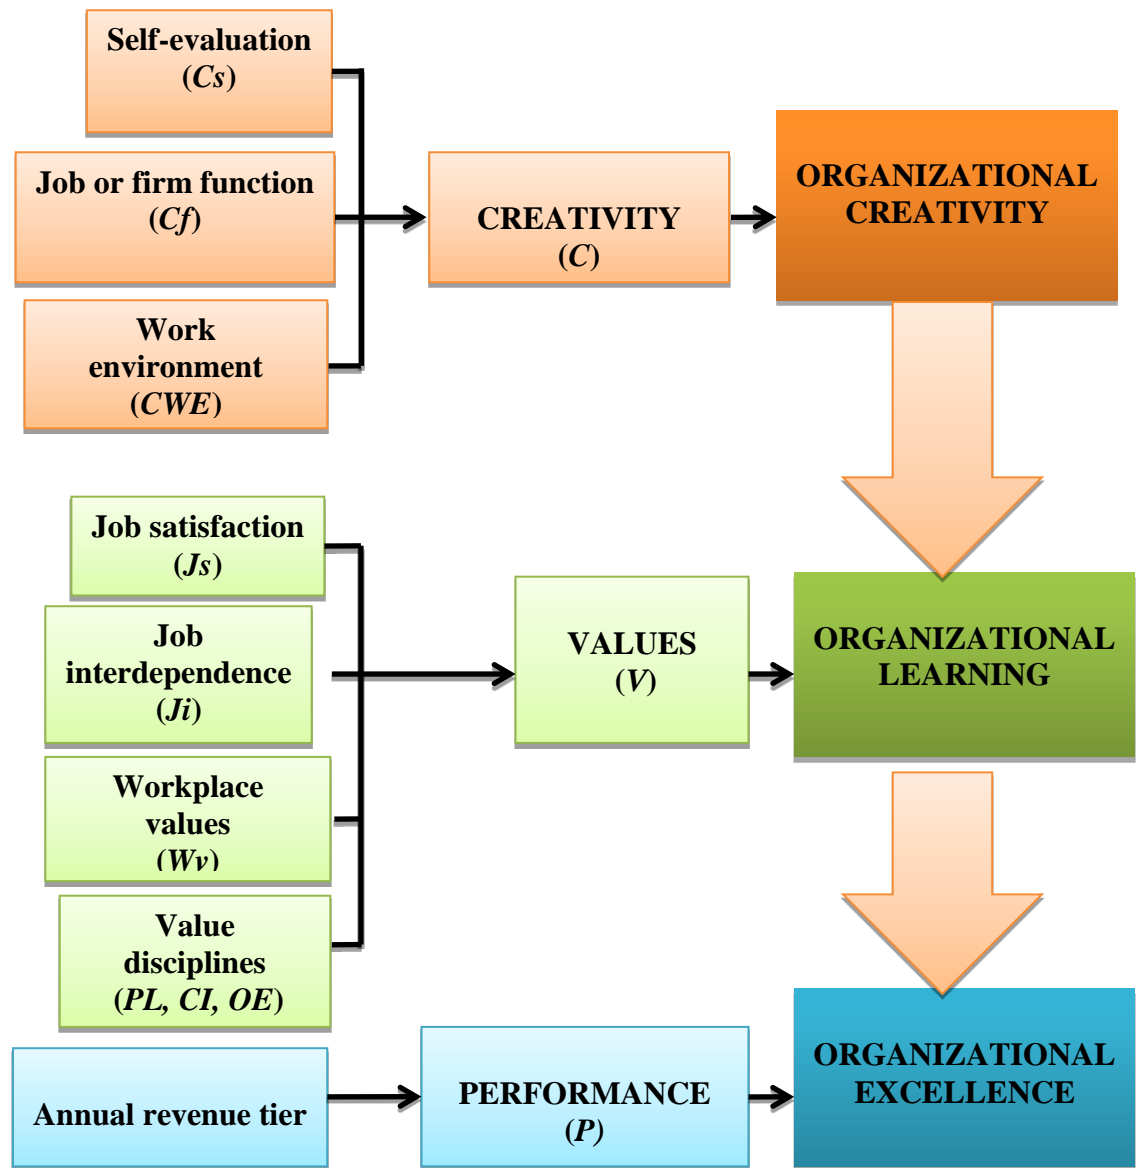 Self-evaluation
(Cs)
Job or firm function
(Cf)
Work
environment
(CWE)
CREATIVITY
(C)
ORGANIZATIONAL
CREATIVITY
Job satisfaction
(Js)
Job
interdependence
(Ji)
Workplace
values
(Wv)
Value
disciplines
(PL, CI, OE)
VALUES
(V)
ORGANIZATIONAL
LEARNING
Annual revenue tier
PERFORMANCE
(P)
ORGANIZATIONAL
EXCELLENCE